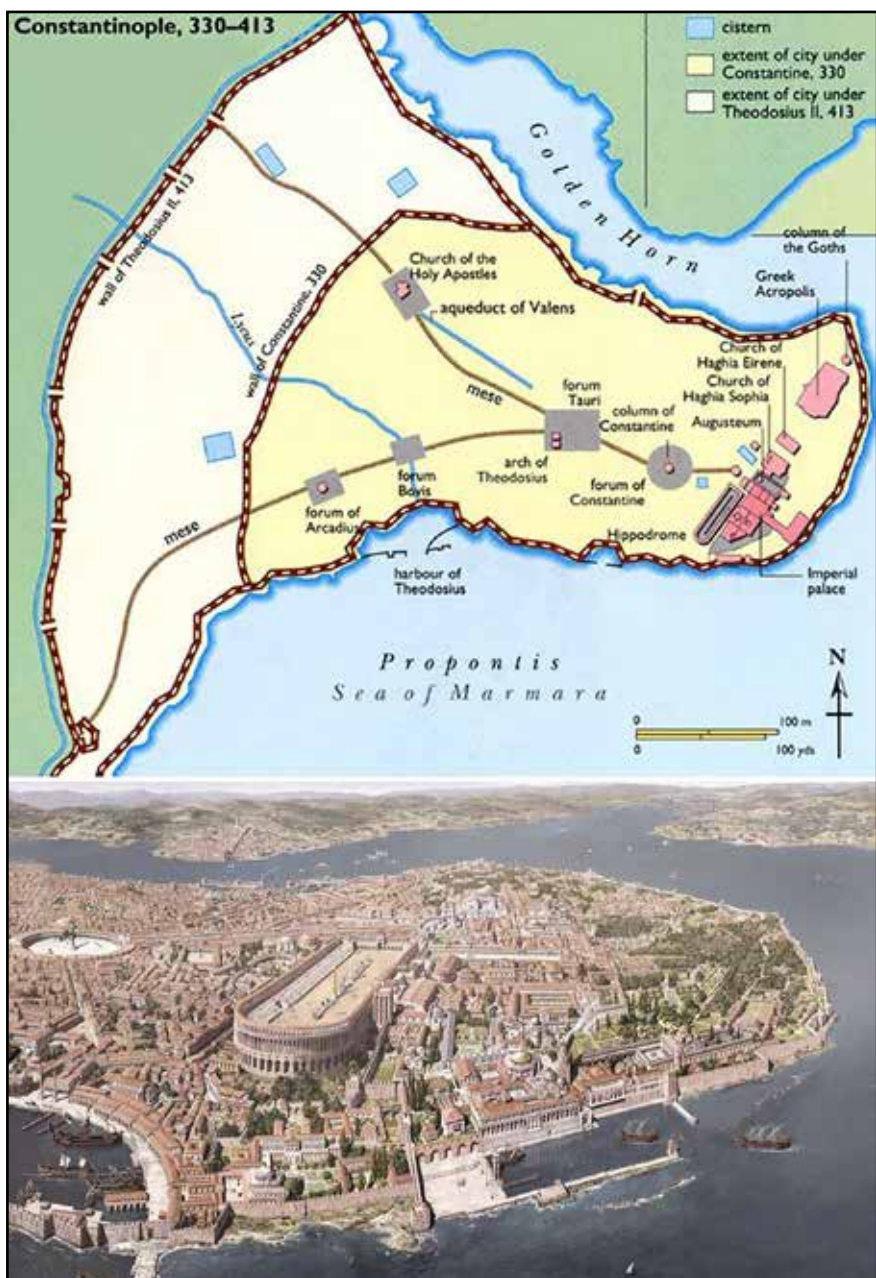 Constantinople, 330–413
cistern
extent of city under
Constantine, 330
extent of city under
Theodosius II, 413
Golden Horn
wall of Theodosius II, 413
Lycus
wall of Constantine, 330
Church of the
Holy Apostles
aqueduct of Valens
column of
the Goths
Greek
Acropolis
Church of
Haghia Eirene
Church of
Haghia Sophia
Augusteum
mese
forum
Tauri
column of
Constantine
arch of
Theodosius
forum of
Constantine
forum
Bovis
forum of
Arcadius
mese
Hippodrome
harbour of
Theodosius
Imperial
palace
Propontis
Sea of Marmara
N
0 100 m
0 100 yds